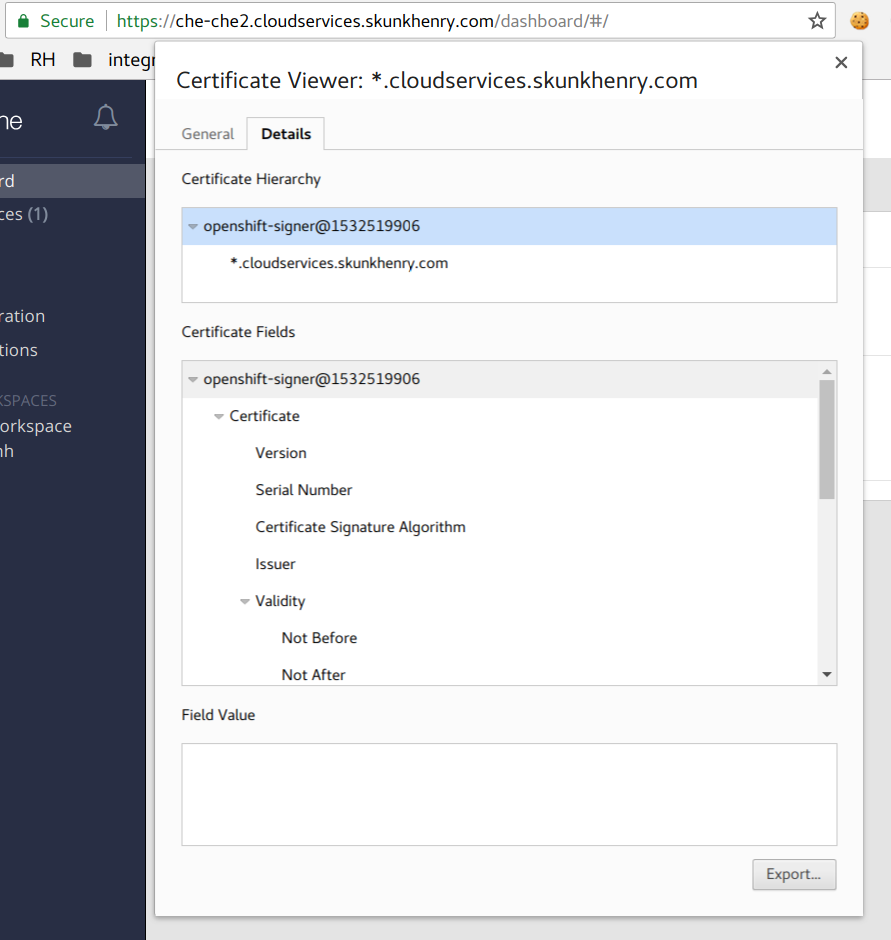 Secure https://che-che2.cloudservices.skunkhenry.com/dashboard/#/
RH integr
Certificate Viewer: *.cloudservices.skunkhenry.com
ne
General Details
rd
ces (1)
ration
tions
KSPACES
orkspace
nh
Certificate Hierarchy
openshift-signer@1532519906
*.cloudservices.skunkhenry.com
Certificate Fields
openshift-signer@1532519906
Certificate
Version
Serial Number
Certificate Signature Algorithm
Issuer
Validity
Not Before
Not After
Field Value
Export...